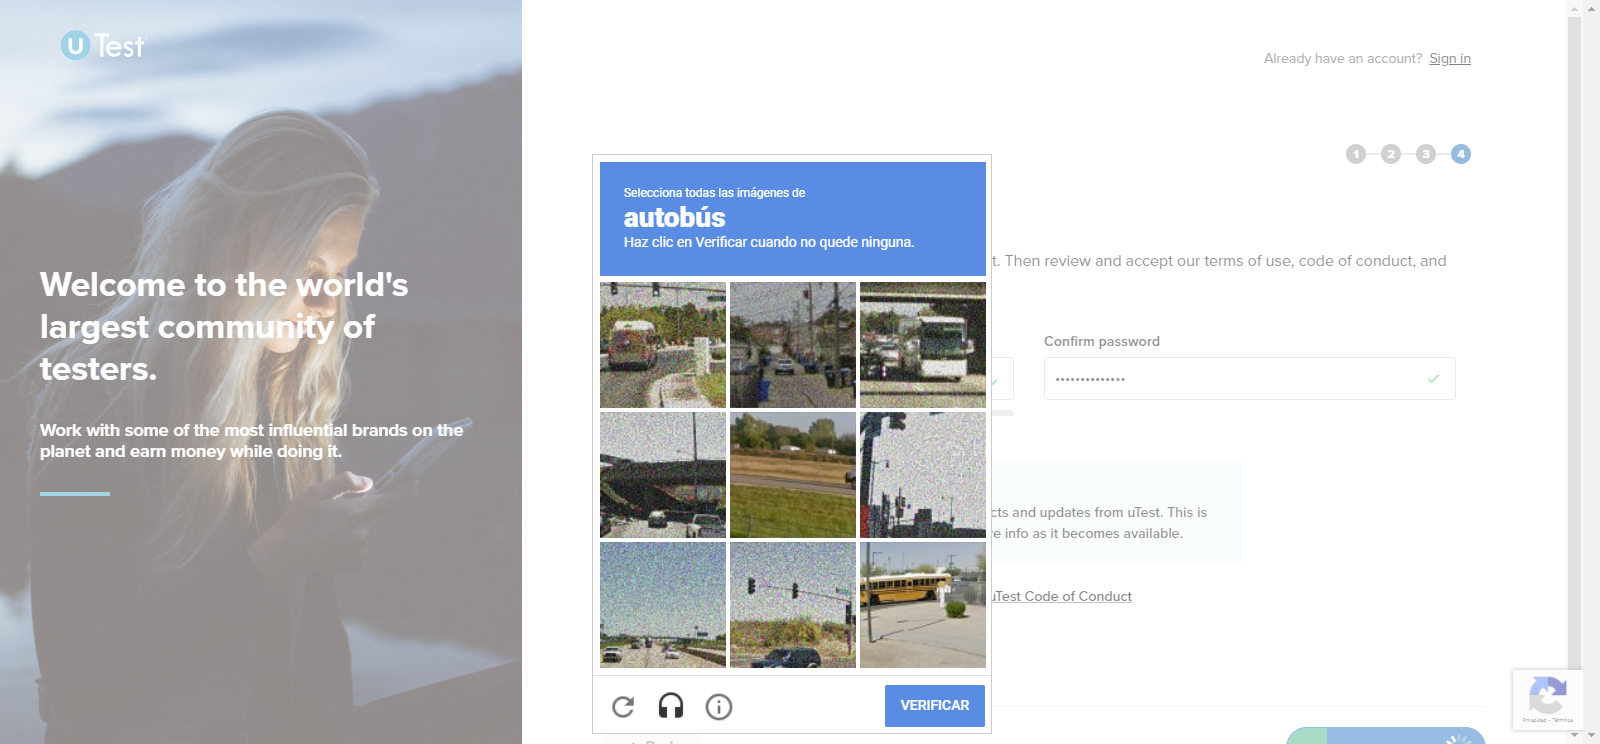 U Test
Already have an account? Sign in
1 2 3 4
Selecciona todas las imágenes de
autobús
Haz clic en Verificar cuando no quede ninguna.
t. Then review and accept our terms of use, code of conduct, and
Welcome to the world's
largest community of
testers.
Confirm password
••••••••••••••
Work with some of the most influential brands on the
planet and earn money while doing it.
cts and updates from uTest. This is
e info as it becomes available.
uTest Code of Conduct
VERIFICAR
Privacidad - Términos